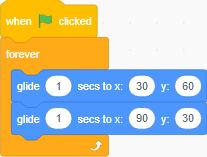 when clicked
forever
glide 1 secs to x: 30 y: 60
glide 1 secs to x: 90 y: 30